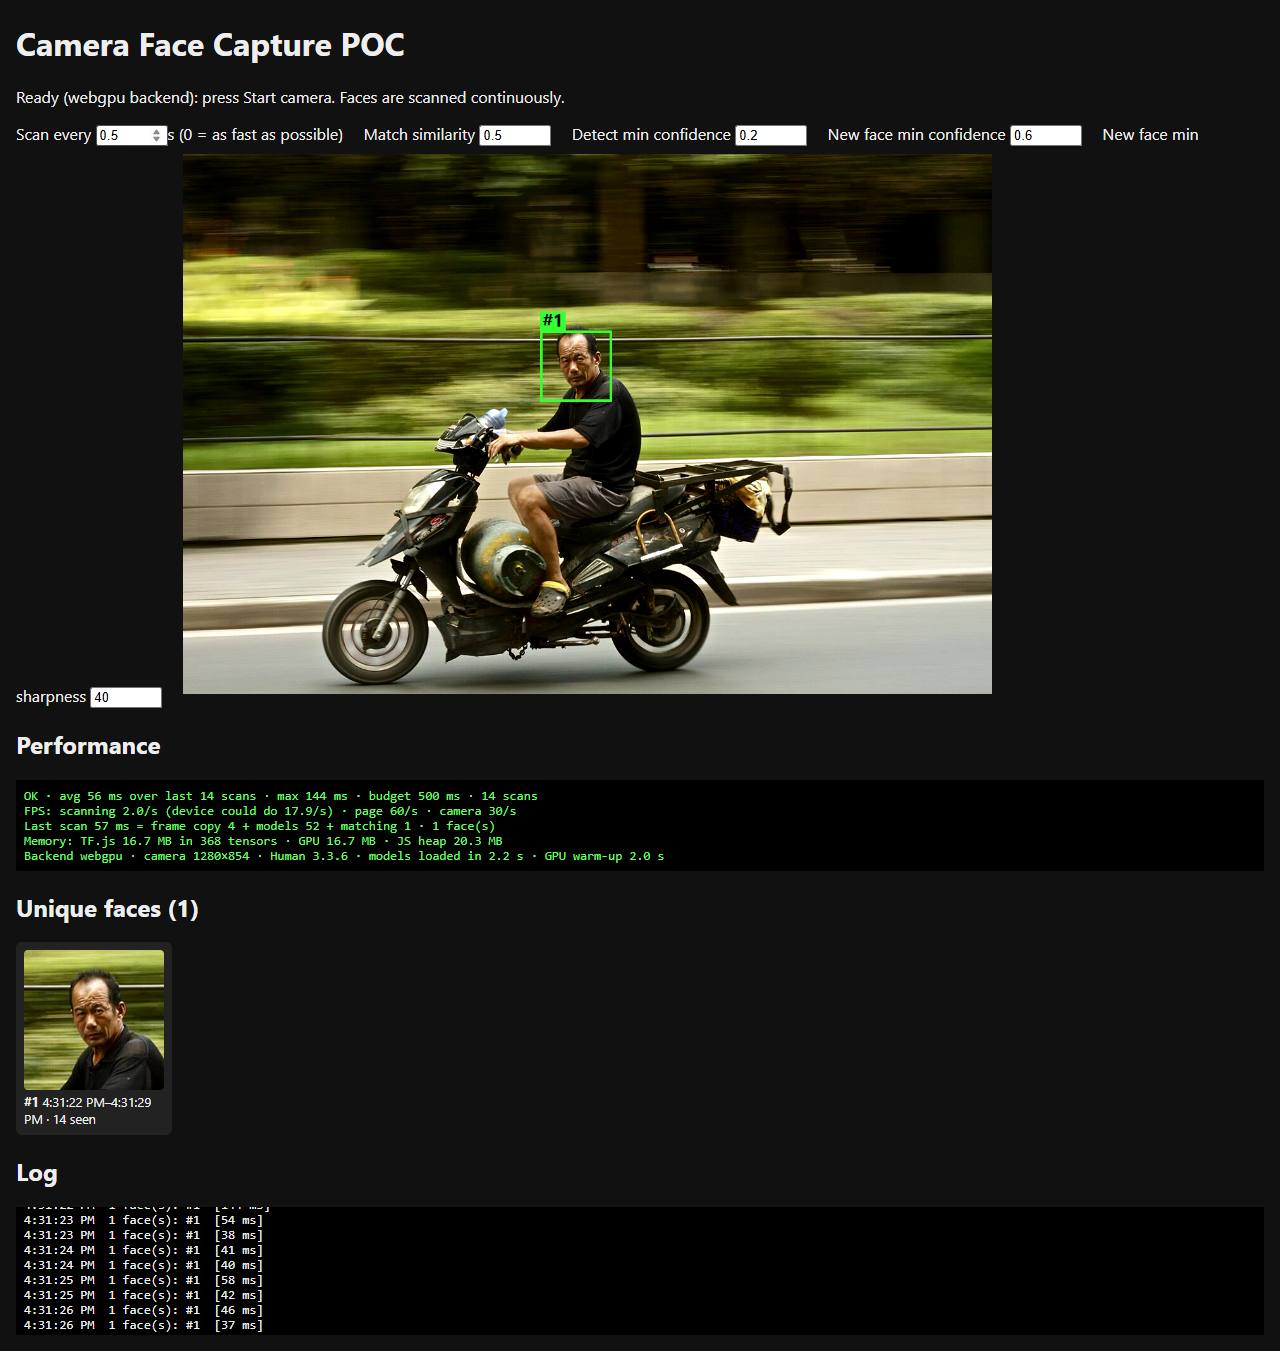 Camera Face Capture POC
Ready (webgpu backend): press Start camera. Faces are scanned continuously.
Scan every 0.5 s (0 = as fast as possible) Match similarity 0.5 Detect min confidence 0.2 New face min confidence 0.6 New face min
#1
sharpness 40
Performance
OK · avg 56 ms over last 14 scans · max 144 ms · budget 500 ms · 14 scans
FPS: scanning 2.0/s (device could do 17.9/s) · page 60/s · camera 30/s
Last scan 57 ms = frame copy 4 + models 52 + matching 1 · 1 face(s)
Memory: TF.js 16.7 MB in 368 tensors · GPU 16.7 MB · JS heap 20.3 MB
Backend webgpu · camera 1280×854 · Human 3.3.6 · models loaded in 2.2 s · GPU warm-up 2.0 s
Unique faces (1)
#1 4:31:22 PM–4:31:29
PM · 14 seen
Log
4:31:23 PM 1 face(s): #1 [54 ms]
4:31:23 PM 1 face(s): #1 [38 ms]
4:31:24 PM 1 face(s): #1 [41 ms]
4:31:24 PM 1 face(s): #1 [40 ms]
4:31:25 PM 1 face(s): #1 [58 ms]
4:31:25 PM 1 face(s): #1 [42 ms]
4:31:26 PM 1 face(s): #1 [46 ms]
4:31:26 PM 1 face(s): #1 [37 ms]